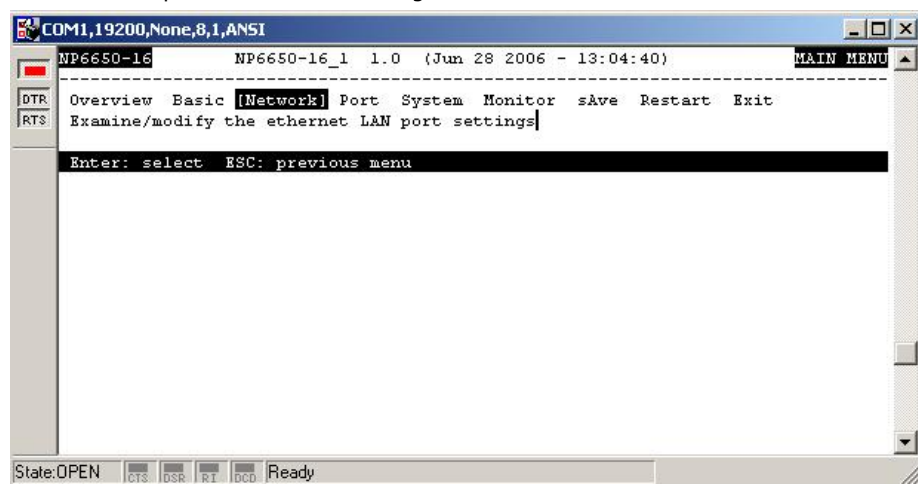 COM1,19200,None,8,1,ANSI
NP6650-16 NP6650-16_1 1.0 (Jun 28 2006 - 13:04:40) MAIN MENU
--------------------------------------------------------------------------------
DTR
RTS
Overview Basic [Network] Port System Monitor sAve Restart Exit
Examine/modify the ethernet LAN port settings
Enter: select ESC: previous menu
State:OPEN CTS DSR RI DCD Ready